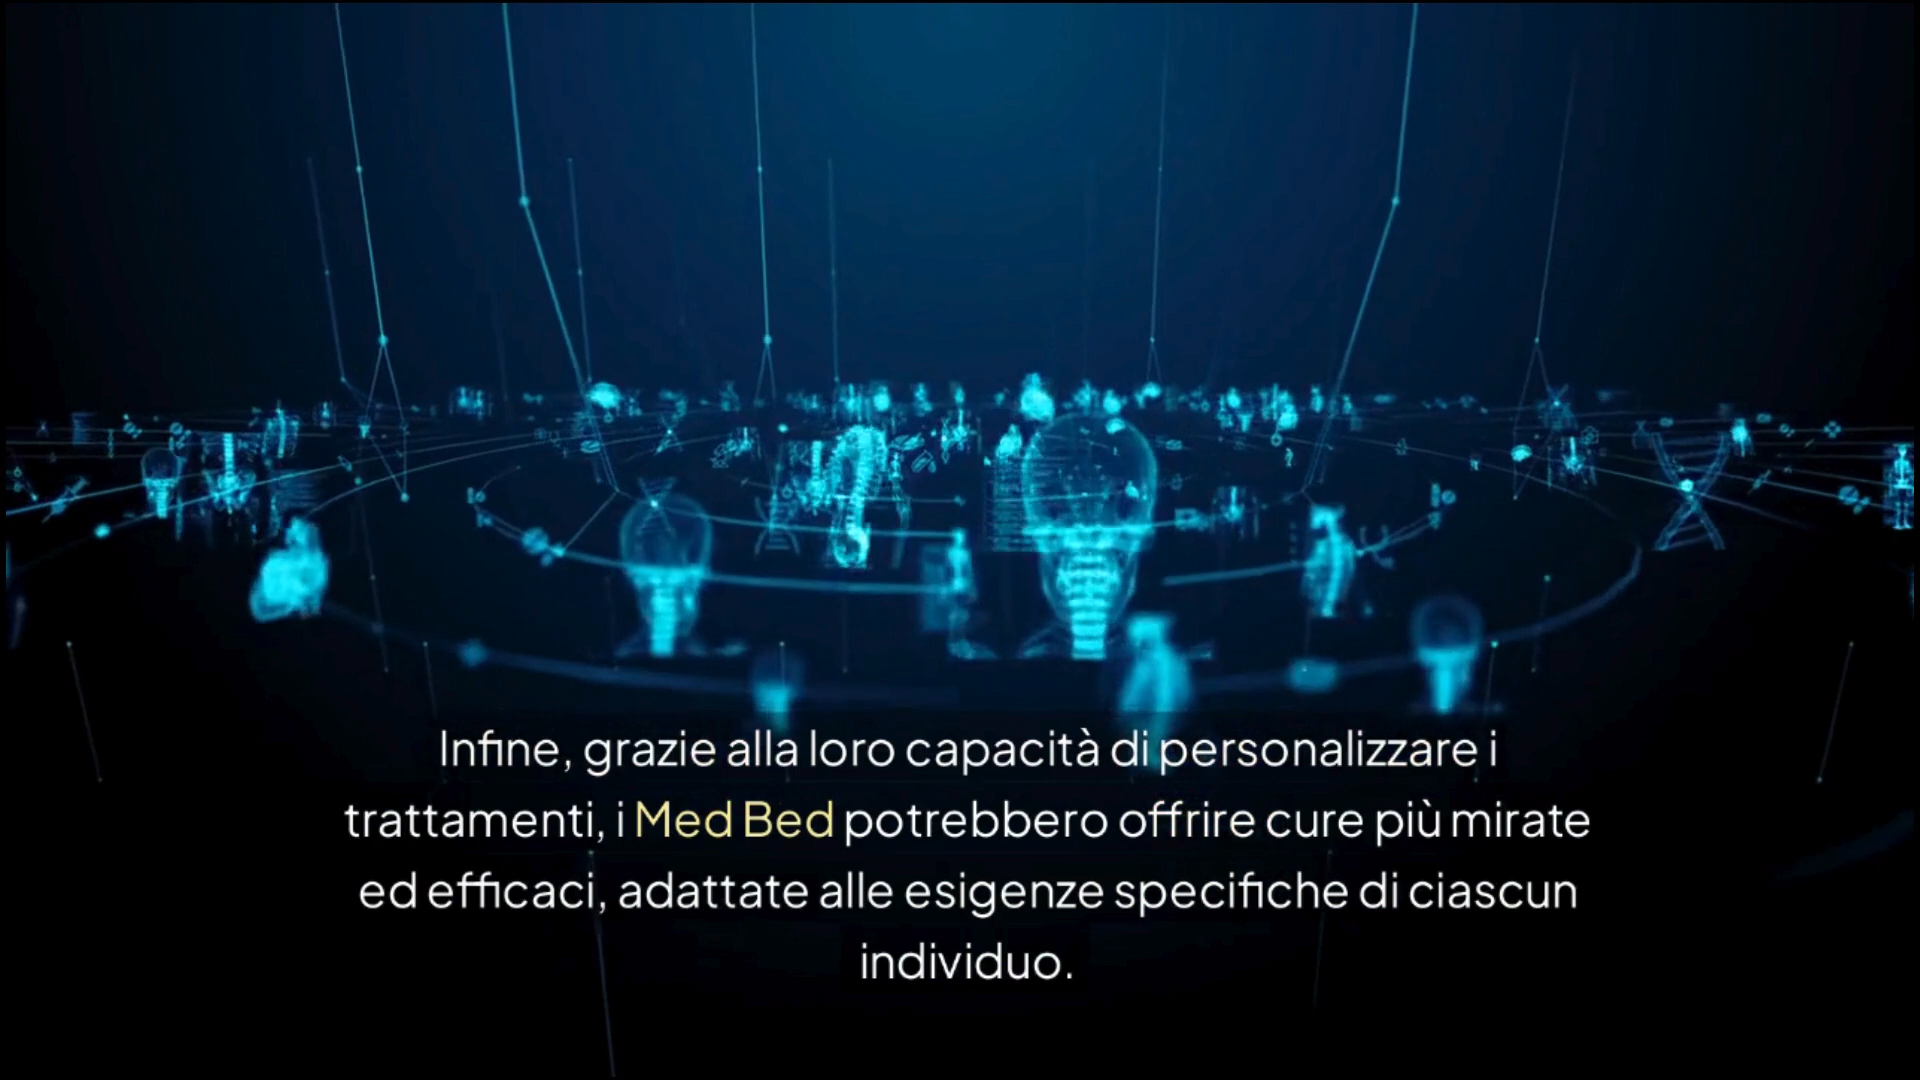 Infine, grazie alla loro capacità di personalizzare i
trattamenti, i Med Bed potrebbero offrire cure più mirate
ed efficaci, adattate alle esigenze specifiche di ciascun
individuo.